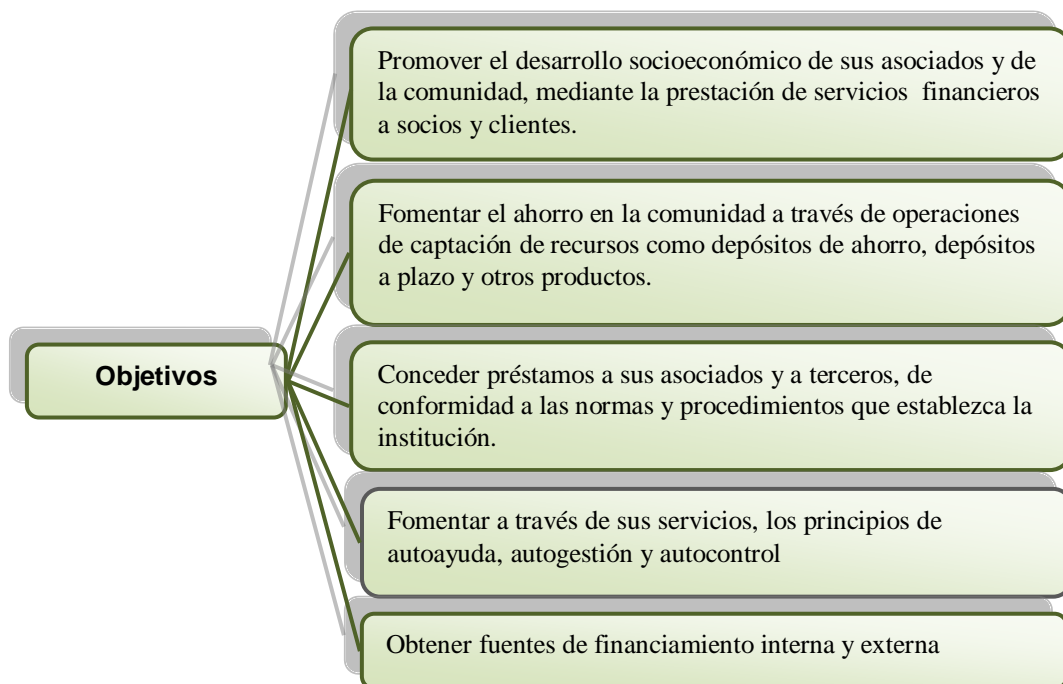 Promover el desarrollo socioeconómico de sus asociados y de
la comunidad, mediante la prestación de servicios financieros
a socios y clientes.
Fomentar el ahorro en la comunidad a través de operaciones
de captación de recursos como depósitos de ahorro, depósitos
a plazo y otros productos.
Objetivos
Conceder préstamos a sus asociados y a terceros, de
conformidad a las normas y procedimientos que establezca la
institución.
Fomentar a través de sus servicios, los principios de
autoayuda, autogestión y autocontrol
Obtener fuentes de financiamiento interna y externa